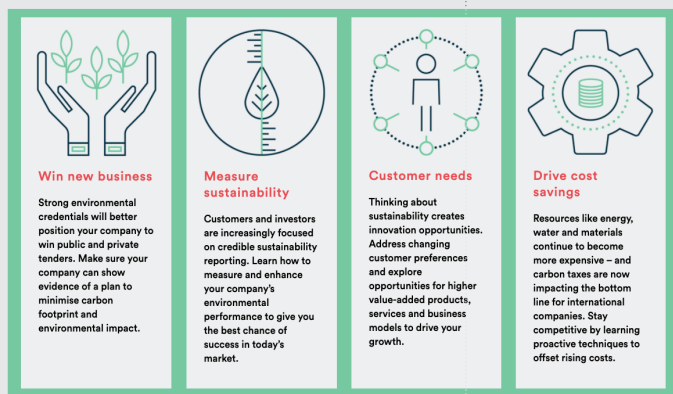 Win new business
Strong environmental
credentials will better
position your company to
win public and private
tenders. Make sure your
company can show
evidence of a plan to
minimise carbon
footprint and
environmental impact.
Measure
sustainability
Customers and investors
are increasingly focused
on credible sustainability
reporting. Learn how to
measure and enhance
your company's
environmental
performance to give you
the best chance of
success in today's
market.
Customer needs
Thinking about
sustainability creates
innovation opportunities.
Address changing
customer preferences
and explore
opportunities for higher
value-added products,
services and business
models to drive your
growth.
Drive cost
savings
Resources like energy,
water and materials
continue to become
more expensive – and
carbon taxes are now
impacting the bottom
line for international
companies. Stay
competitive by learning
proactive techniques to
offset rising costs.